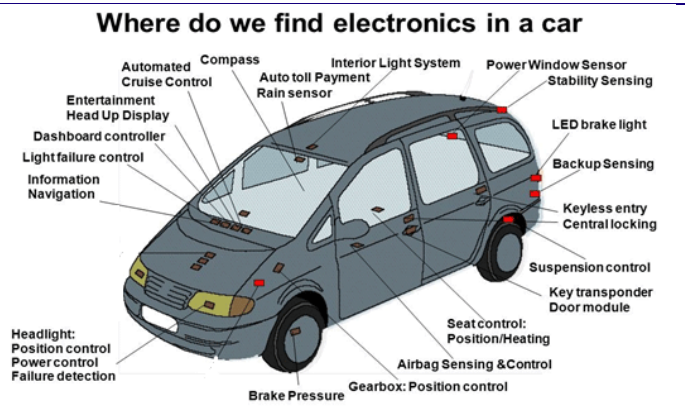 Where do we find electronics in a car
Compass
Interior Light System
Power Window Sensor
Automated
Cruise Control
Auto toll Payment
Rain sensor
Stability Sensing
Entertainment
Head Up Display
LED brake light
Dashboard controller
Light failure control
Backup Sensing
Information
Navigation
Keyless entry
Central locking
Suspension control
Key transponder
Door module
Seat control:
Position/Heating
Headlight:
Position control
Power control
Failure detection
Airbag Sensing &Control
Gearbox: Position control
Brake Pressure